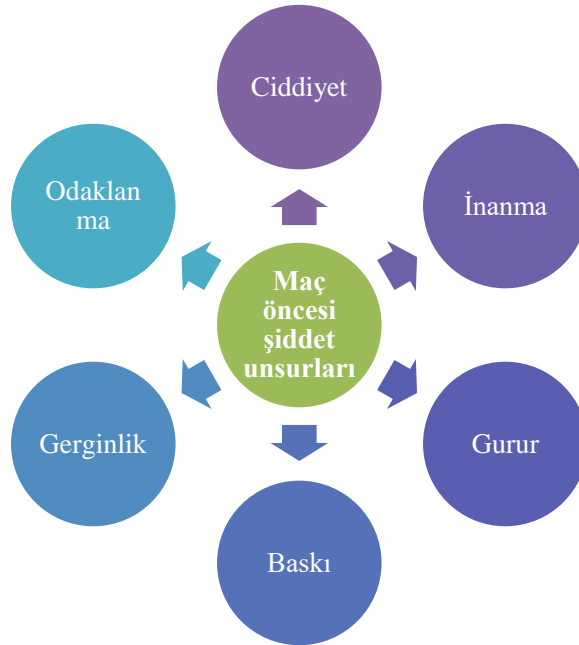 Ciddiyet
İnanma
Gurur
Baskı
Gerginlik
Odaklan
ma
Maç
öncesi
şiddet
unsurları